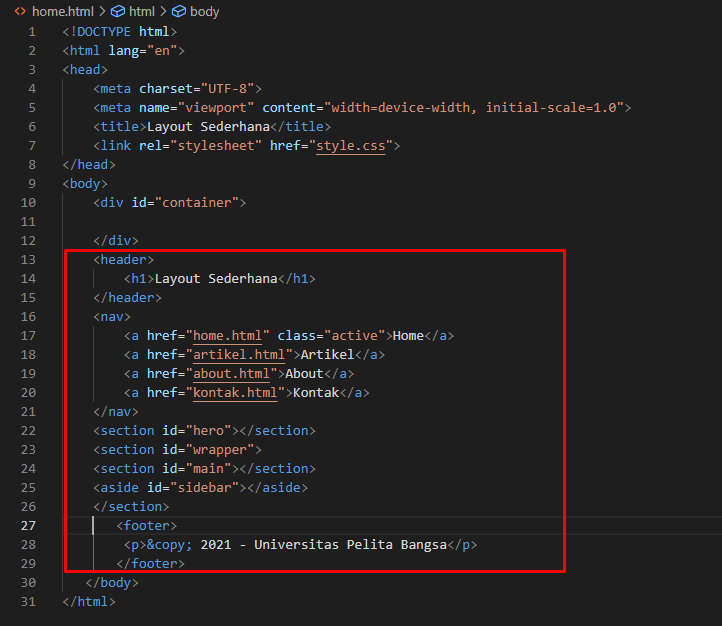 home.html > html > body
1 <!DOCTYPE html>
2 <html lang="en">
3 <head>
4     <meta charset="UTF-8">
5     <meta name="viewport" content="width=device-width, initial-scale=1.0">
6     <title>Layout Sederhana</title>
7     <link rel="stylesheet" href="style.css">
8 </head>
9 <body>
10     <div id="container">
11
12     </div>
13     <header>
14         <h1>Layout Sederhana</h1>
15     </header>
16     <nav>
17         <a href="home.html" class="active">Home</a>
18         <a href="artikel.html">Artikel</a>
19         <a href="about.html">About</a>
20         <a href="kontak.html">Kontak</a>
21     </nav>
22     <section id="hero"></section>
23     <section id="wrapper">
24     <section id="main"></section>
25     <aside id="sidebar"></aside>
26     </section>
27        <footer>
28         <p>&copy; 2021 - Universitas Pelita Bangsa</p>
29        </footer>
30    </body>
31 </html>